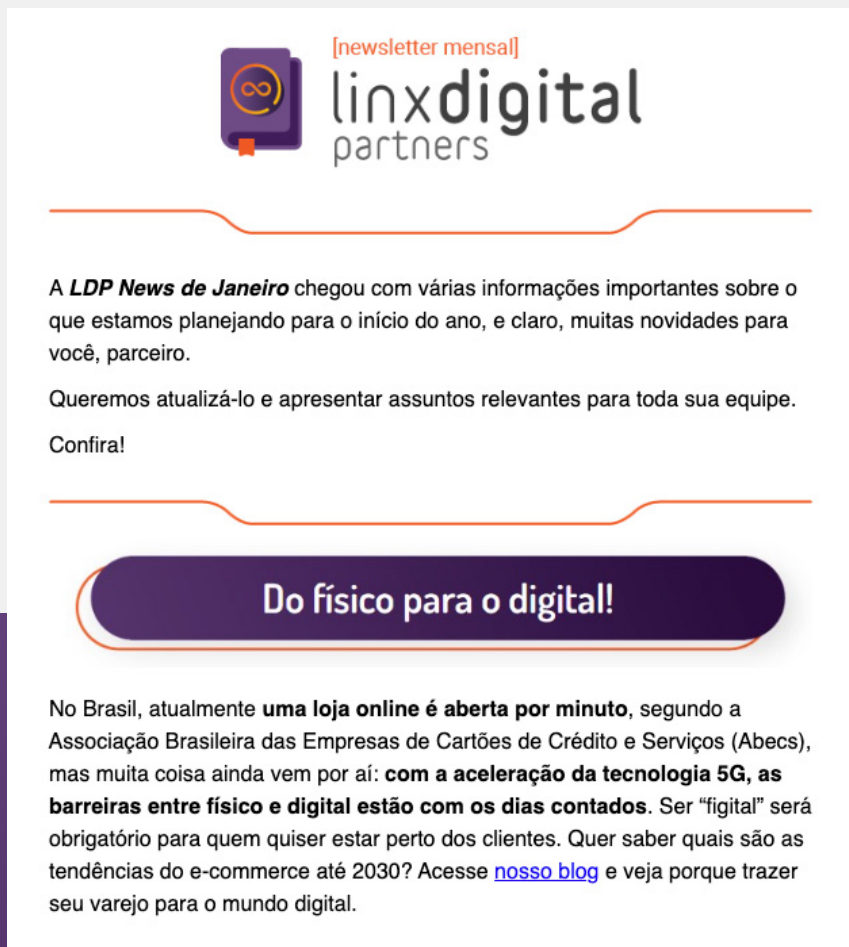 [newsletter mensal]
linxdigital
partners
A LDP News de Janeiro chegou com várias informações importantes sobre o
que estamos planejando para o início do ano, e claro, muitas novidades para
você, parceiro.
Queremos atualizá-lo e apresentar assuntos relevantes para toda sua equipe.
Confira!
Do físico para o digital!
No Brasil, atualmente uma loja online é aberta por minuto, segundo a
Associação Brasileira das Empresas de Cartões de Crédito e Serviços (Abecs),
mas muita coisa ainda vem por aí: com a aceleração da tecnologia 5G, as
barreiras entre físico e digital estão com os dias contados. Ser “figital” será
obrigatório para quem quiser estar perto dos clientes. Quer saber quais são as
tendências do e-commerce até 2030? Acesse nosso blog e veja porque trazer
seu varejo para o mundo digital.